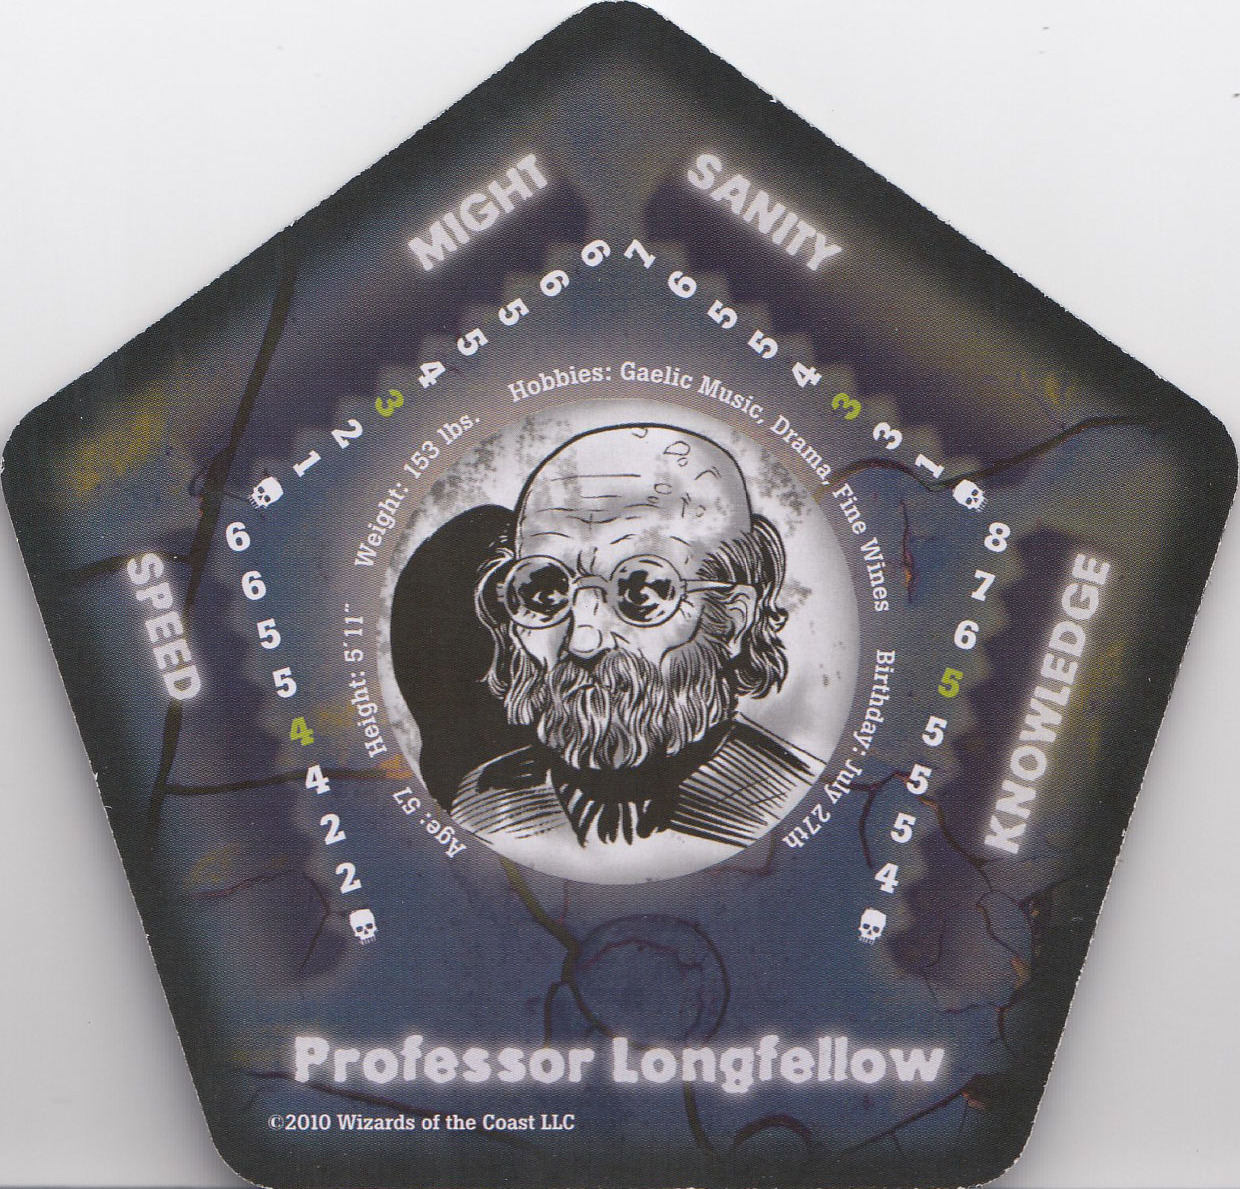 MIGHT
SANITY
SPEED
KNOWLEDGE
1 2 3 4 5 5 6 6
7 6 5 5 4 3 3 1
6 6 5 5 4 4 2 2
8 7 6 5 5 5 5 4
Age: 57
Height: 5'11"
Weight: 153 lbs.
Hobbies: Gaelic Music, Drama, Fine Wines
Birthday: July 27th
Professor Longfellow
©2010 Wizards of the Coast LLC